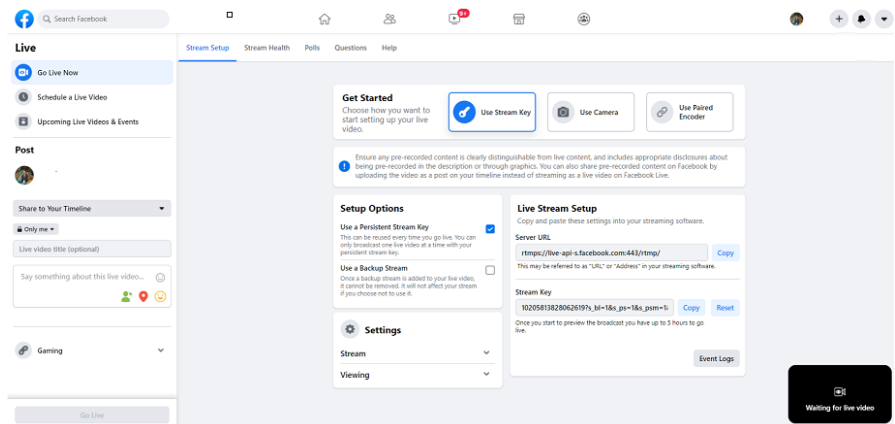 Search Facebook
9+
Live
Go Live Now
Schedule a Live Video
Upcoming Live Videos & Events
Post
Share to Your Timeline
Only me
Live video title (optional)
Say something about this live video...
Gaming
Go Live
Stream Setup Stream Health Polls Questions Help
Get Started
Choose how you want to
start setting up your live
video.
Use Stream Key
Use Camera
Use Paired
Encoder
Ensure any pre-recorded content is clearly distinguishable from live content, and includes appropriate disclosures about
being pre-recorded in the description or through graphics. You can also share pre-recorded content on Facebook by
uploading the video as a post on your timeline instead of streaming as a live video on Facebook Live.
Setup Options
Use a Persistent Stream Key
This can be reused every time you go live. You can
only broadcast one live video at a time with your
persistent stream key.
Use a Backup Stream
Once a backup stream is added to your live video,
it cannot be removed. It will not affect your stream
if you choose not to use it.
Settings
Stream
Viewing
Live Stream Setup
Copy and paste these settings into your streaming software.
Server URL
rtmps://live-api-s.facebook.com:443/rtmp/
Copy
This may be referred to as "URL" or "Address" in your streaming software.
Stream Key
10205813828062619?s_bl=1&s_ps=1&s_psm=1
Copy
Reset
Once you start to preview the broadcast you have up to 5 hours to go
live.
Event Logs
Waiting for live video